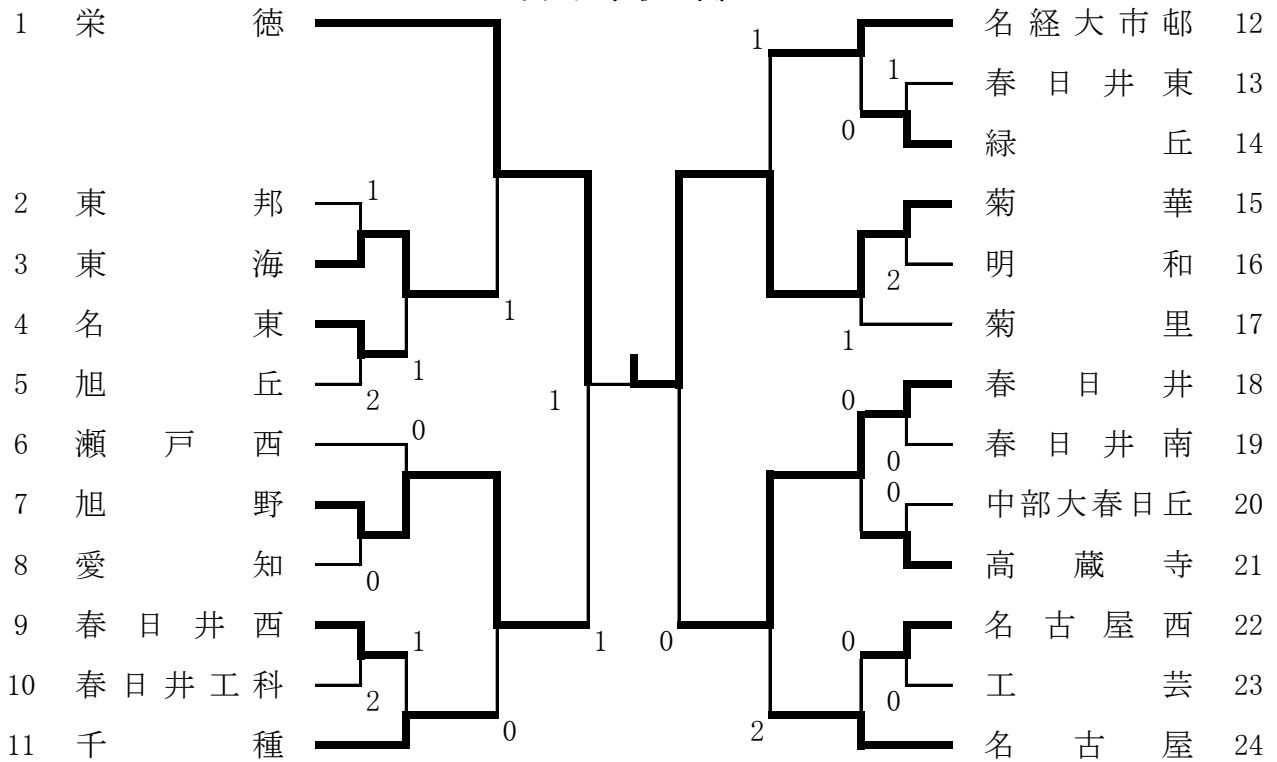 1 栄徳
2 東邦
3 東海
4 名東
5 旭丘
6 瀬戸西
7 旭野
8 愛知
9 春日井西
10 春日井工科
11 千種
1
1
2
0
0
1
2
1
1
0
1
1
1
0
1
0
2
1
0
0
0
0
0
2
名経大市邨 12
春日井東 13
緑丘 14
菊華 15
明和 16
菊里 17
春日井 18
春日井南 19
中部大春日丘 20
高蔵寺 21
名古屋西 22
工芸 23
名古屋 24